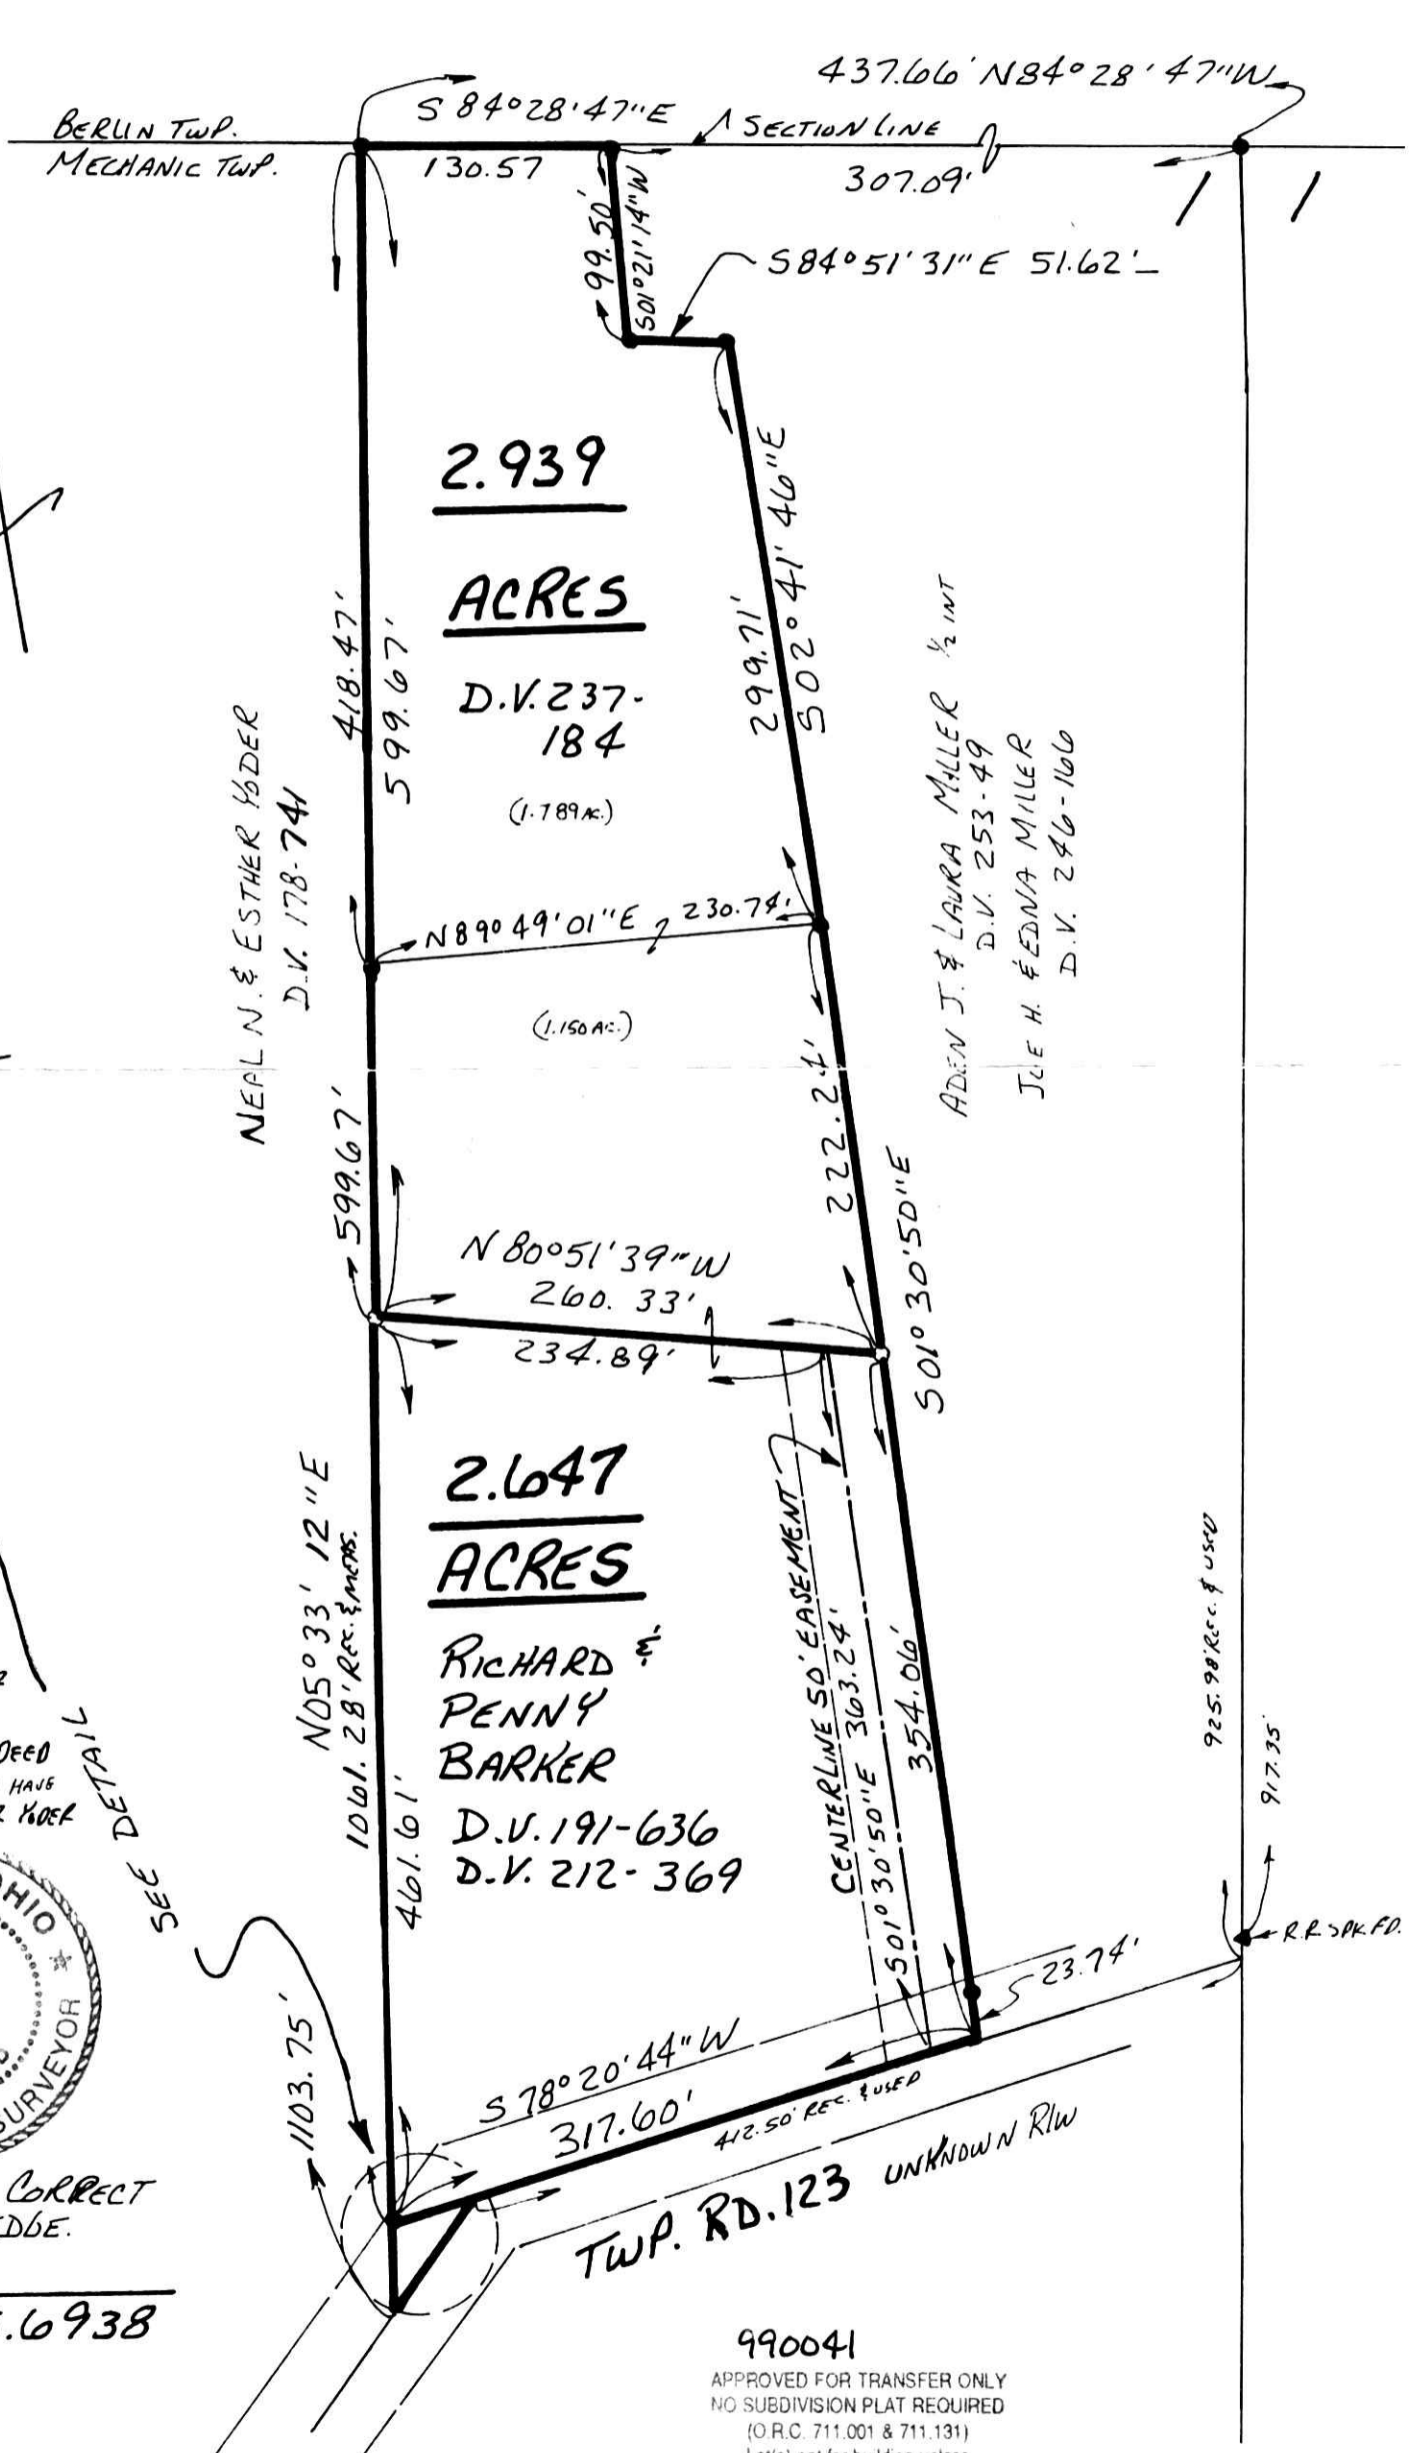 437.66' N84°28'47"W
S 84°28'47"E
BERLIN TWP.
SECTION LINE
MECHANIC TWP.
130.57
307.09'
99.50'
S01°21'14"W
S84°51'31"E 51.62'
2.939
ACRES
D.V. 237-
184
(1.789 AC.)
418.47'
599.67'
299.71'
S02°41'46"E
NEAL N. & ESTHER YODER
D.V. 178-741
ADEN J. & LAURA MILLER ½ INT
D.V. 253-49
JOE H. & EDNA MILLER
D.V. 246-166
N89°49'01"E 230.74'
(1.150 AC.)
222.24'
599.67'
S01°30'50"E
N80°51'39"W
260.33'
234.89'
2.647
ACRES
RICHARD &
PENNY
BARKER
D.V. 191-636
D.V. 212-369
N05°33'12"E
1061.28' REC. & MEAS.
461.61'
CENTERLINE 50' EASEMENT
S01°30'50"E 363.24'
354.06'
925.98' REC. & USED
917.35'
R.R. SPK. FD.
23.74'
DEED
HAVE
YODER
SEE DETAIL
OHIO
SURVEYOR
1103.75'
S78°20'44"W
317.60'
412.50' REC. & USED
TWP. RD. 123 UNKNOWN R/W
CORRECT
EDGE.
.6938
990041
APPROVED FOR TRANSFER ONLY
NO SUBDIVISION PLAT REQUIRED
(O.R.C. 711.001 & 711.131)